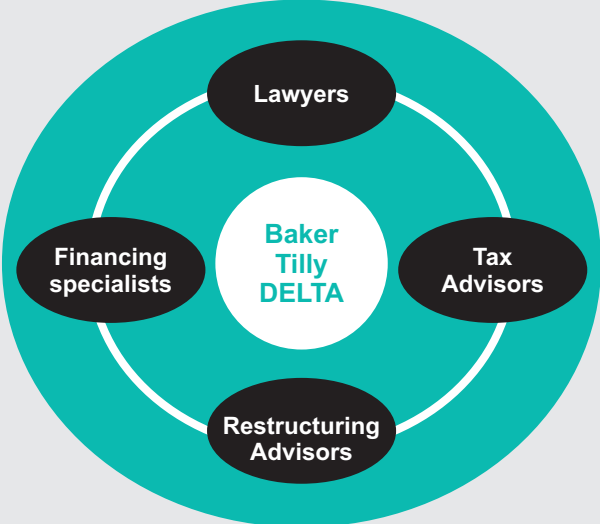 Lawyers
Baker
Tilly
DELTA
Financing
specialists
Tax
Advisors
Restructuring
Advisors